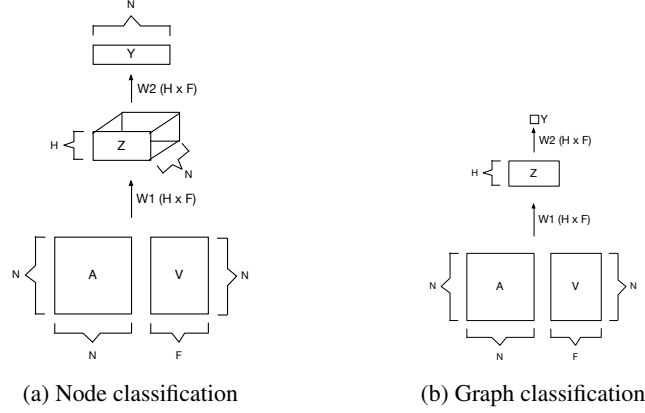 N
Y
W2 (H x F)
H
Z
N
W1 (H x F)
N
A
V
N
N
F
(a) Node classification
Y
W2 (H x F)
H
Z
W1 (H x F)
N
A
V
N
N
F
(b) Graph classification